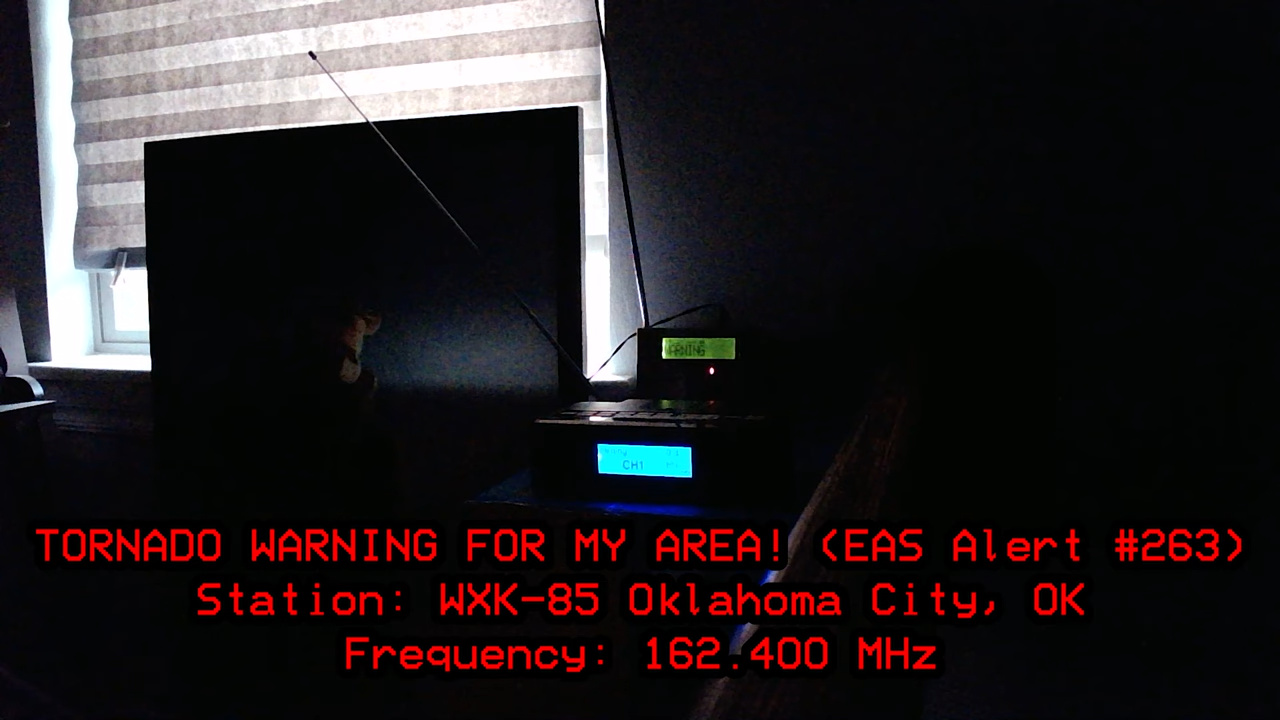 WARNING
CH1
TORNADO WARNING FOR MY AREA! (EAS Alert #263)
Station: WXK-85 Oklahoma City, OK
Frequency: 162.400 MHz